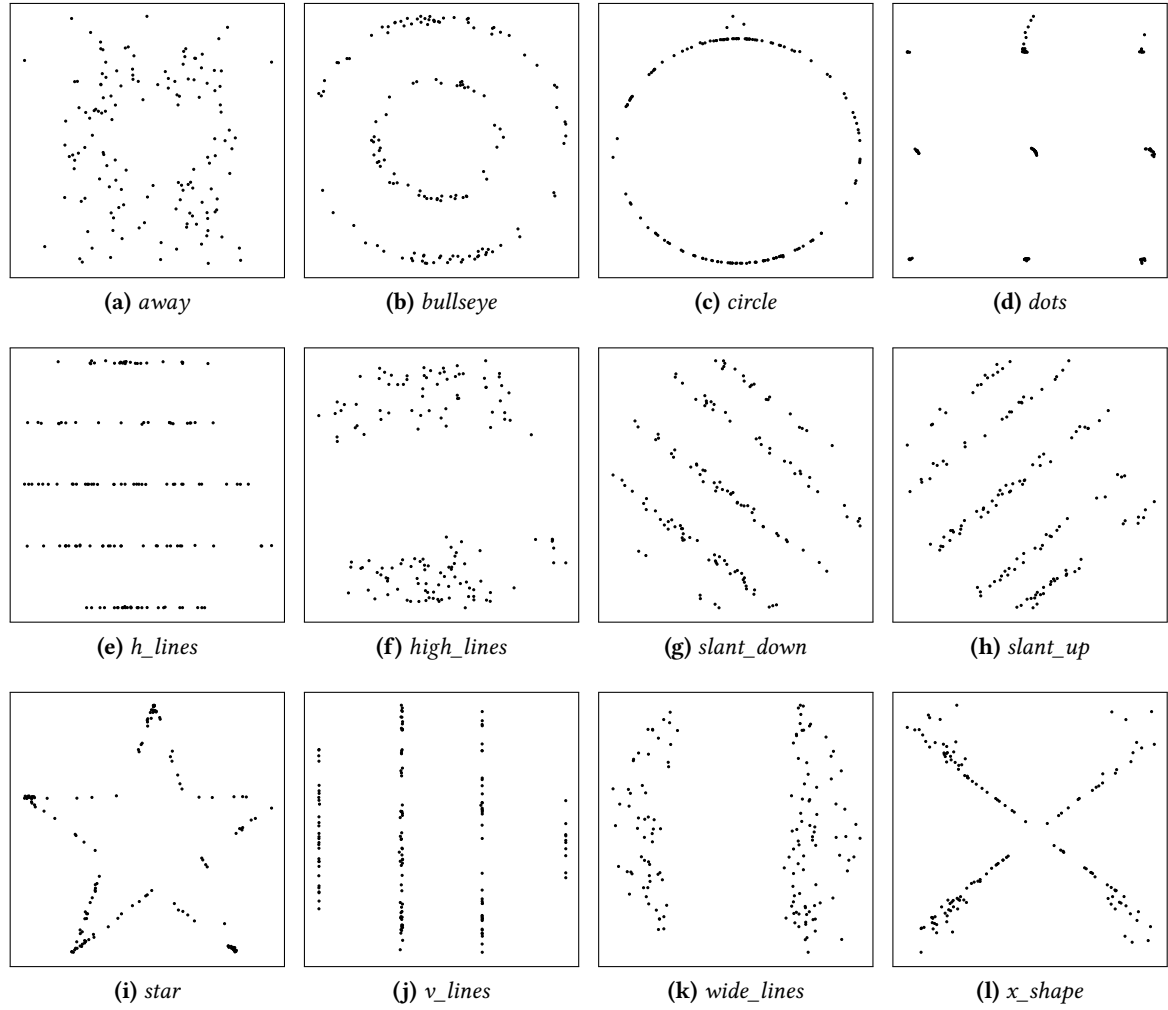 (a) away
(b) bullseye
(c) circle
(d) dots
(e) h_lines
(f) high_lines
(g) slant_down
(h) slant_up
(i) star
(j) v_lines
(k) wide_lines
(l) x_shape